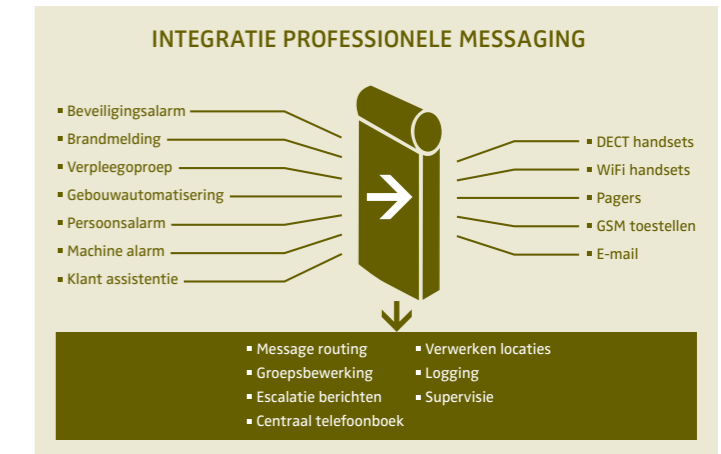 INTEGRATIE PROFESSIONELE MESSAGING
Beveiligingsalarm
Brandmelding
Verpleegoproep
Gebouwautomatisering
Persoonsalarm
Machine alarm
Klant assistentie
DECT handsets
WiFi handsets
Pagers
GSM toestellen
E-mail
Message routing
Groepsbewerking
Escalatie berichten
Centraal telefoonboek
Verwerken locaties
Logging
Supervisie